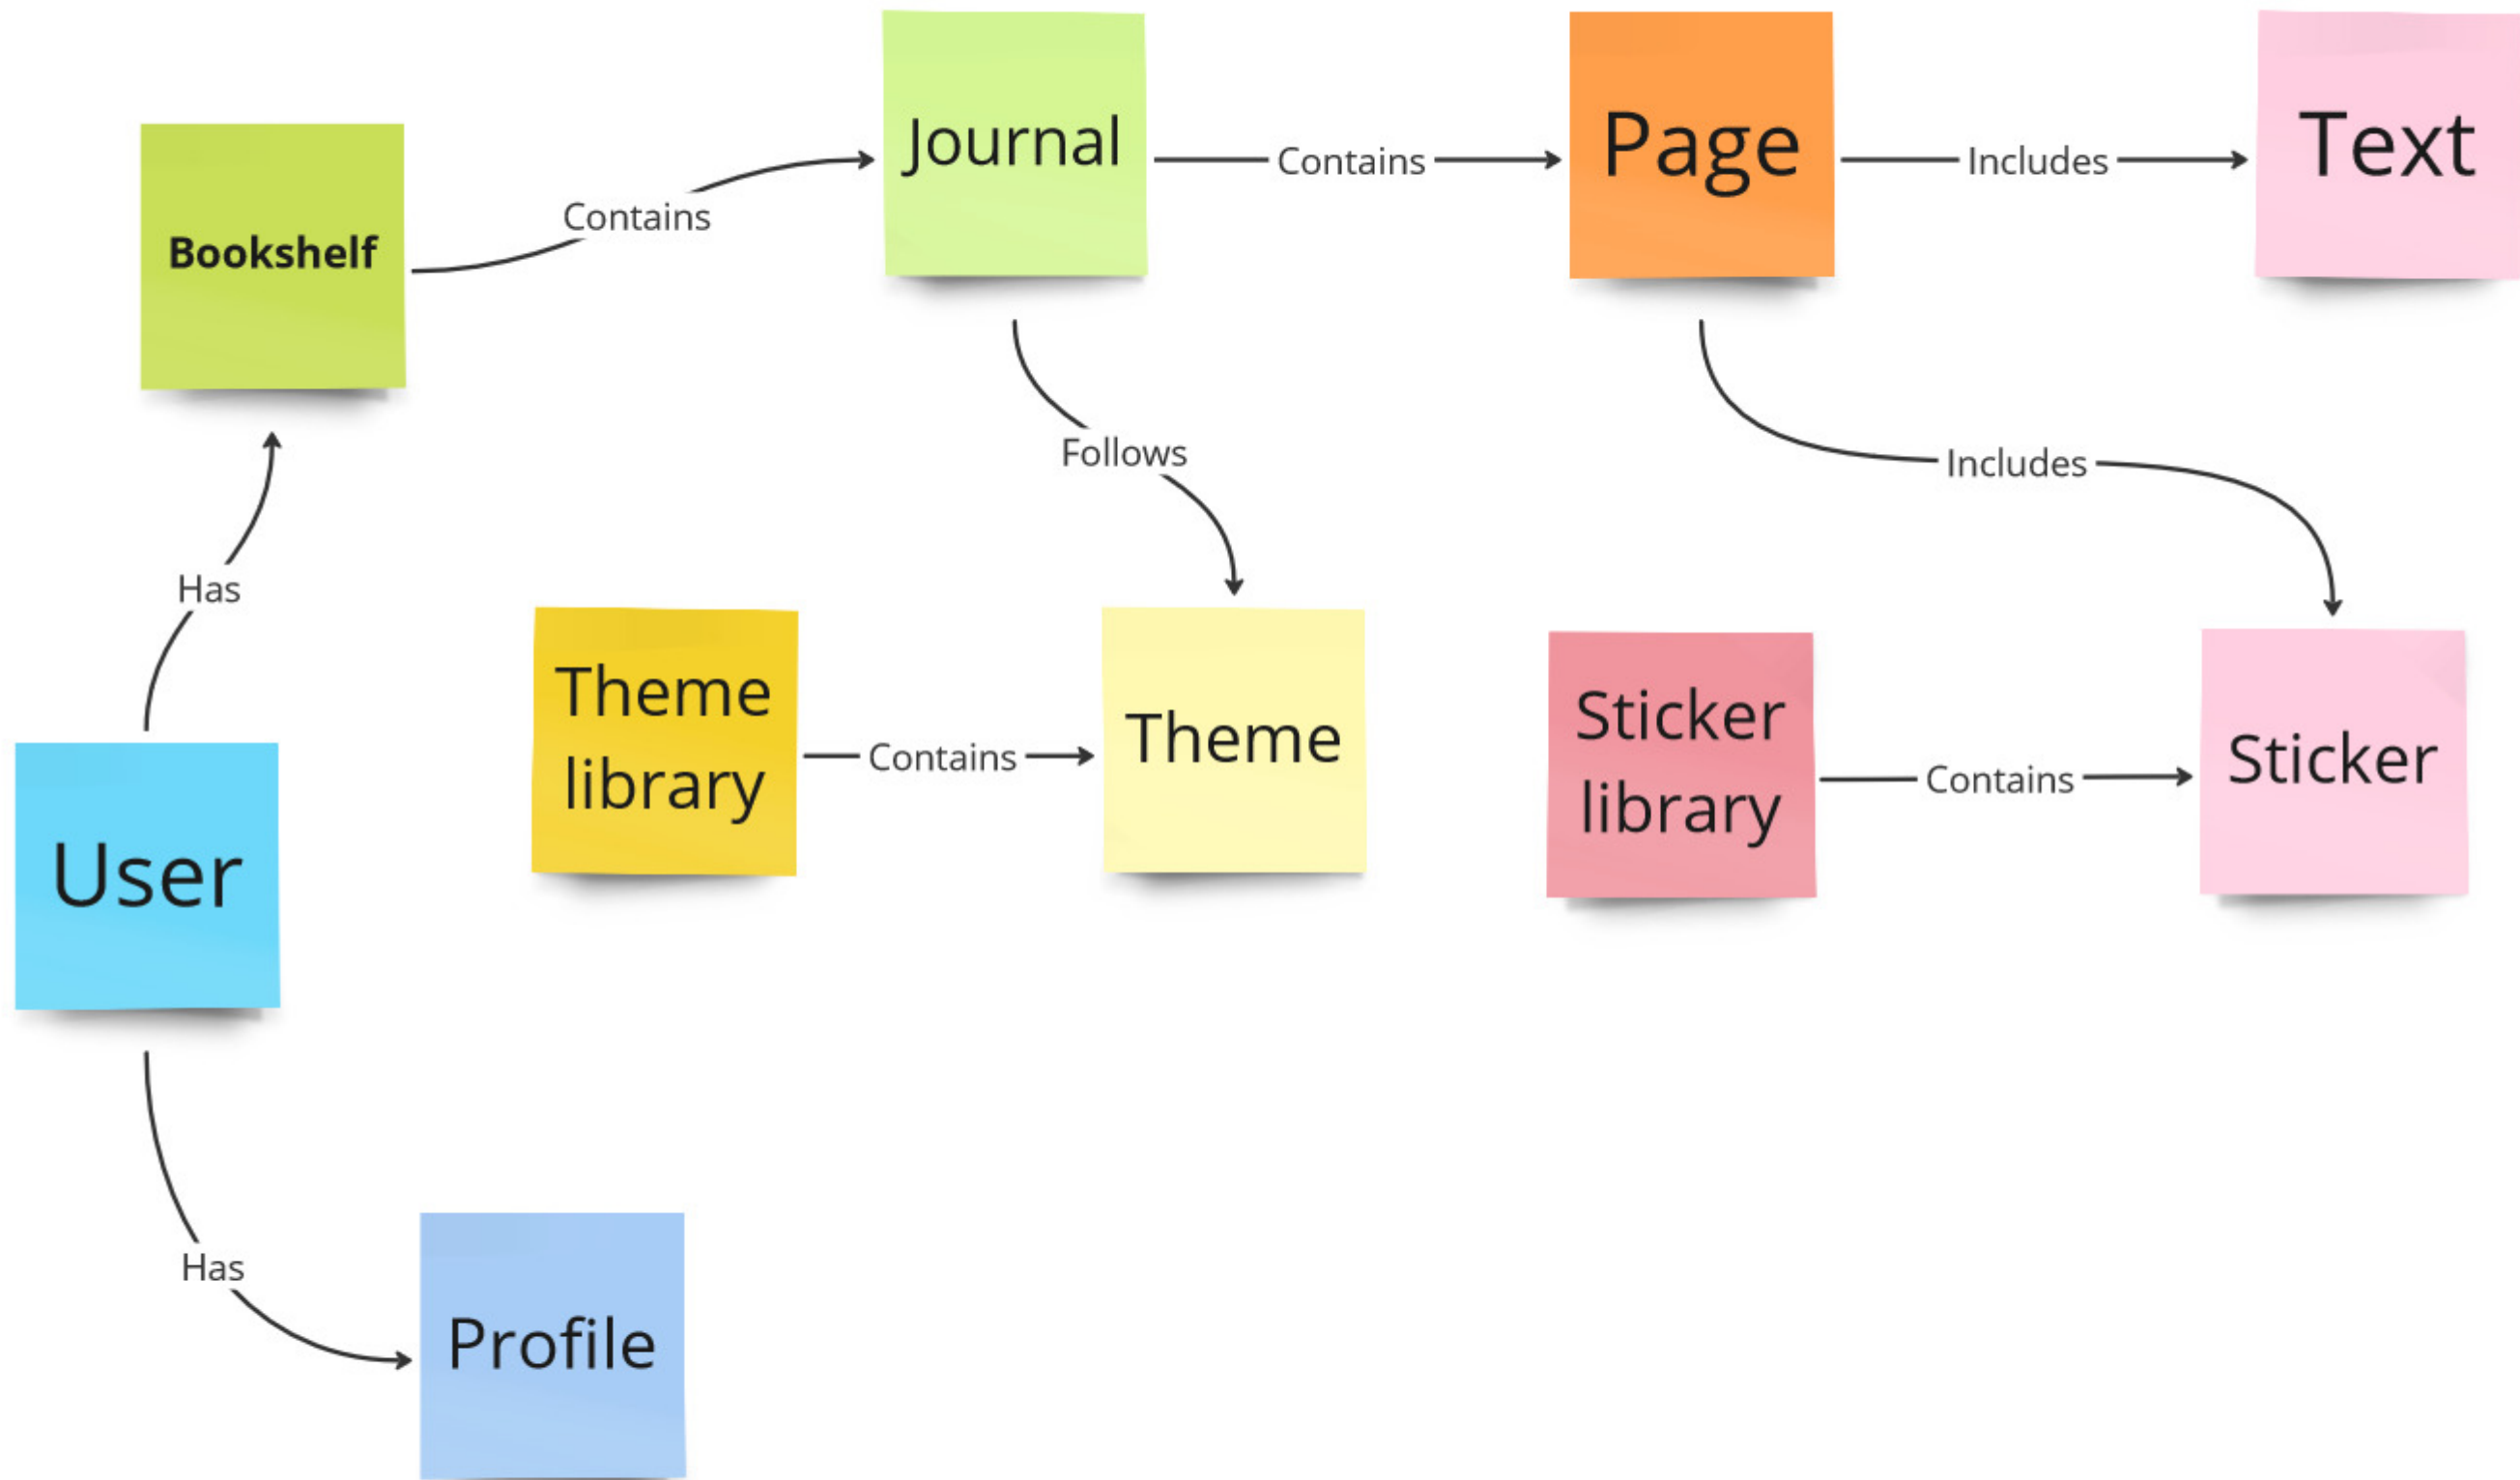 Journal
Page
Text
Contains
Includes
Bookshelf
Contains
Follows
Includes
Has
Theme
library
Contains
Theme
Sticker
library
Contains
Sticker
User
Has
Profile